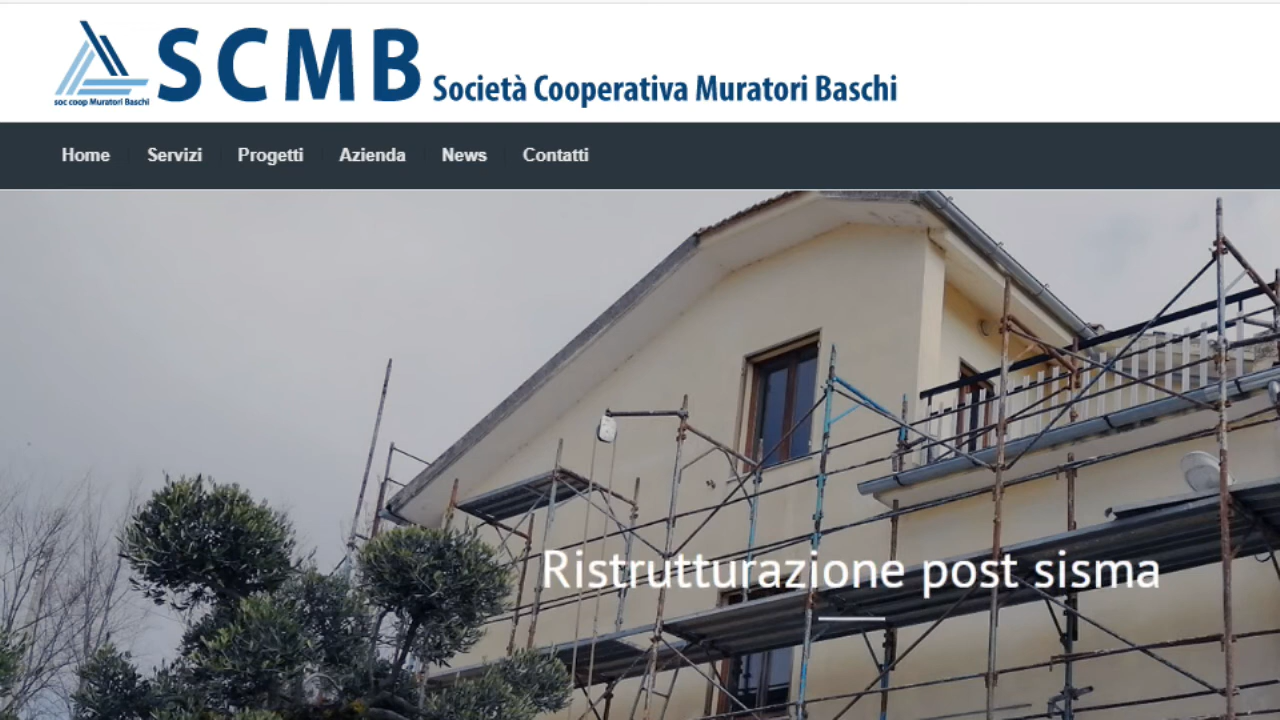 SCMB Società Cooperativa Muratori Baschi
soc coop Muratori Baschi
Home Servizi Progetti Azienda News Contatti
Ristrutturazione post sisma